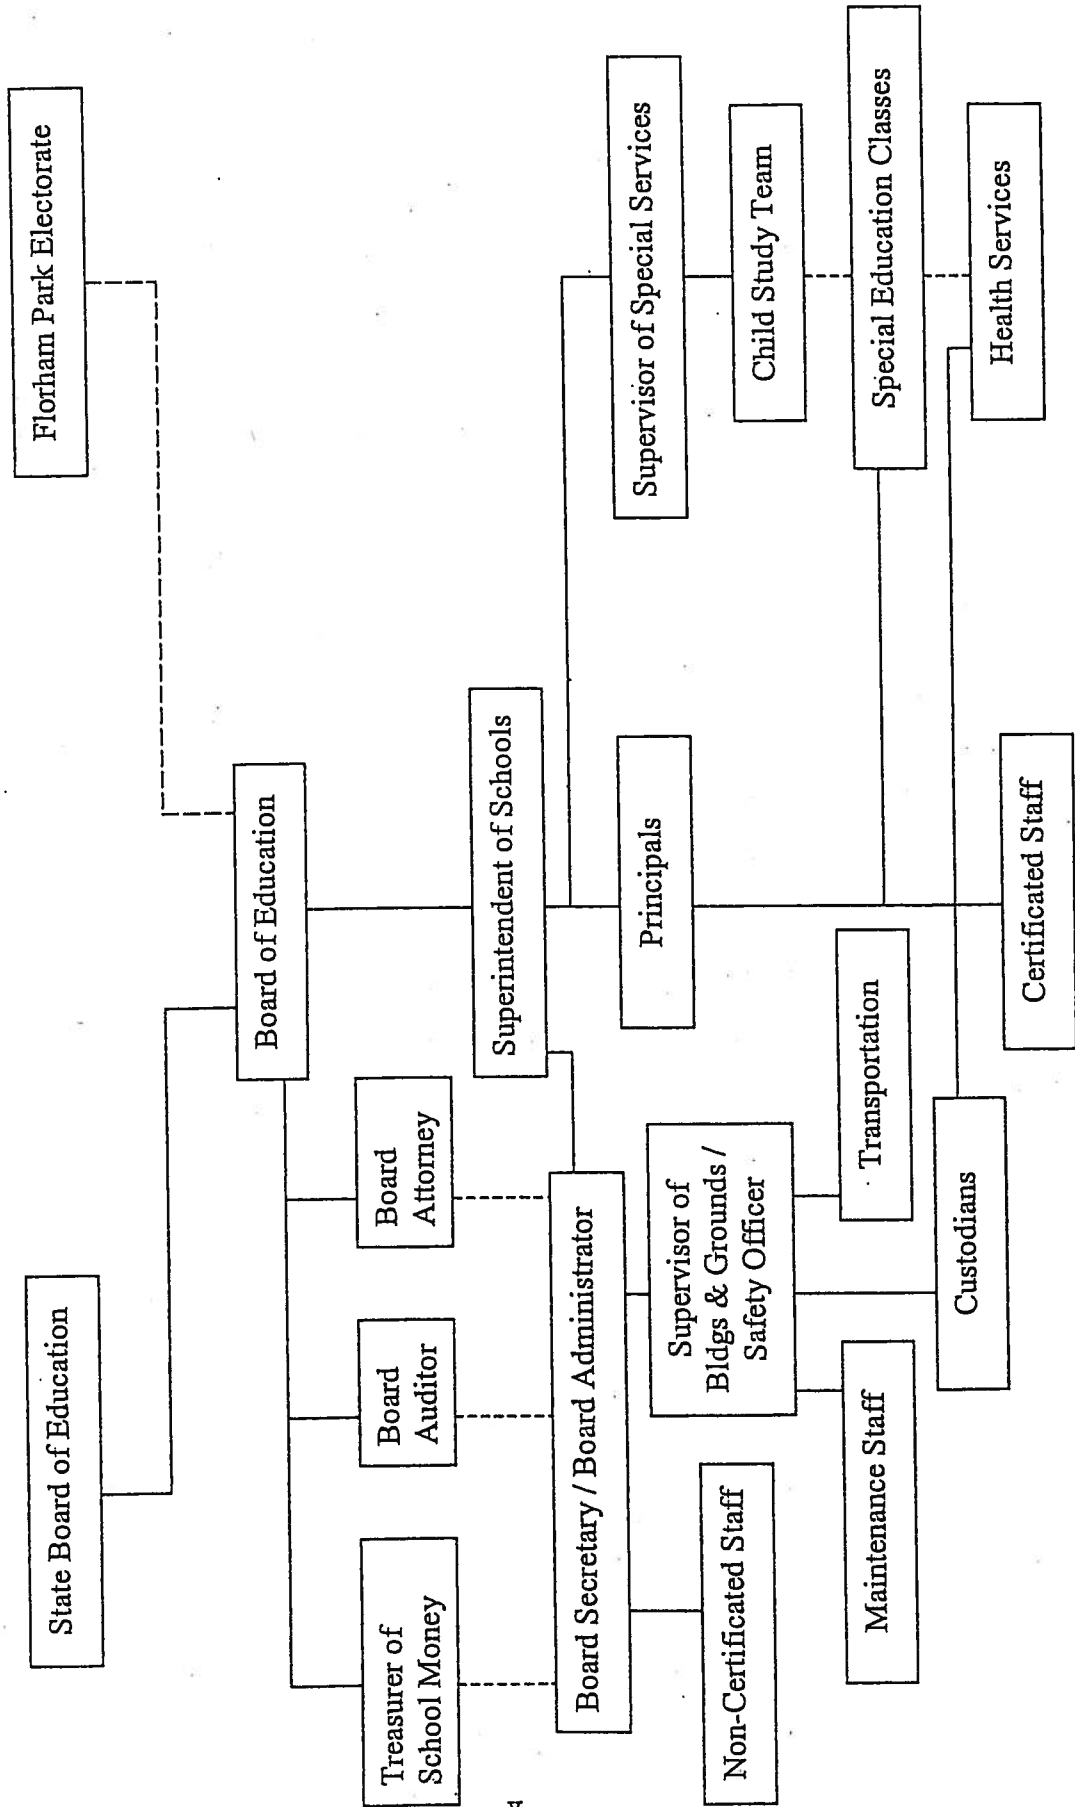 State Board of Education
Florham Park Electorate
Board of Education
Treasurer of
School Money
Board
Auditor
Board
Attorney
Superintendent of Schools
Board Secretary / Board Administrator
Principals
Supervisor of Special Services
Non-Certificated Staff
Supervisor of
Bldgs & Grounds /
Safety Officer
Child Study Team
Maintenance Staff
Transportation
Special Education Classes
Custodians
Certificated Staff
Health Services